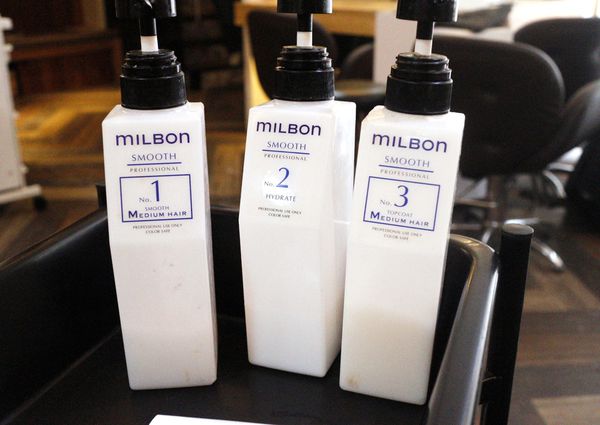 MILBON
SMOOTH
PROFESSIONAL
No. 1
SMOOTH
MEDIUM HAIR
PROFESSIONAL USE ONLY
COLOR SAFE
MILBON
SMOOTH
PROFESSIONAL
No. 2
HYDRATE
PROFESSIONAL USE ONLY
COLOR SAFE
MILBON
SMOOTH
PROFESSIONAL
No. 3
TOPCOAT
MEDIUM HAIR
PROFESSIONAL USE ONLY
COLOR SAFE